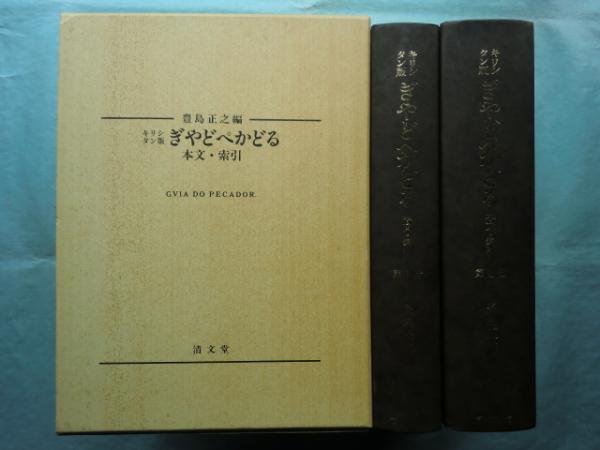 豊島正之編
キリシタン版 ぎやどぺかどる
本文・索引
GVIA DO PECADOR.
清文堂
キリシタン版 ぎやどぺかどる
キリシタン版 ぎやどぺかどる